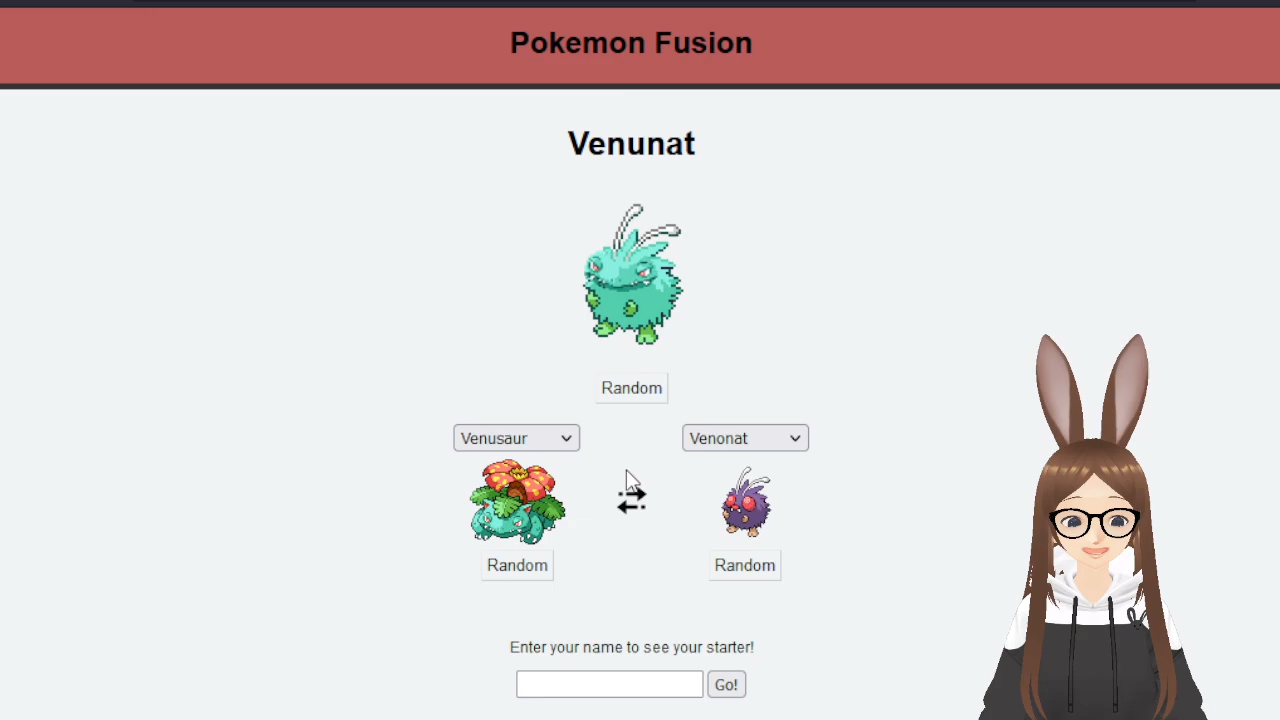 Pokemon Fusion
Venunat
Random
Venusaur
Venonat
Random
Random
Enter your name to see your starter!
Go!